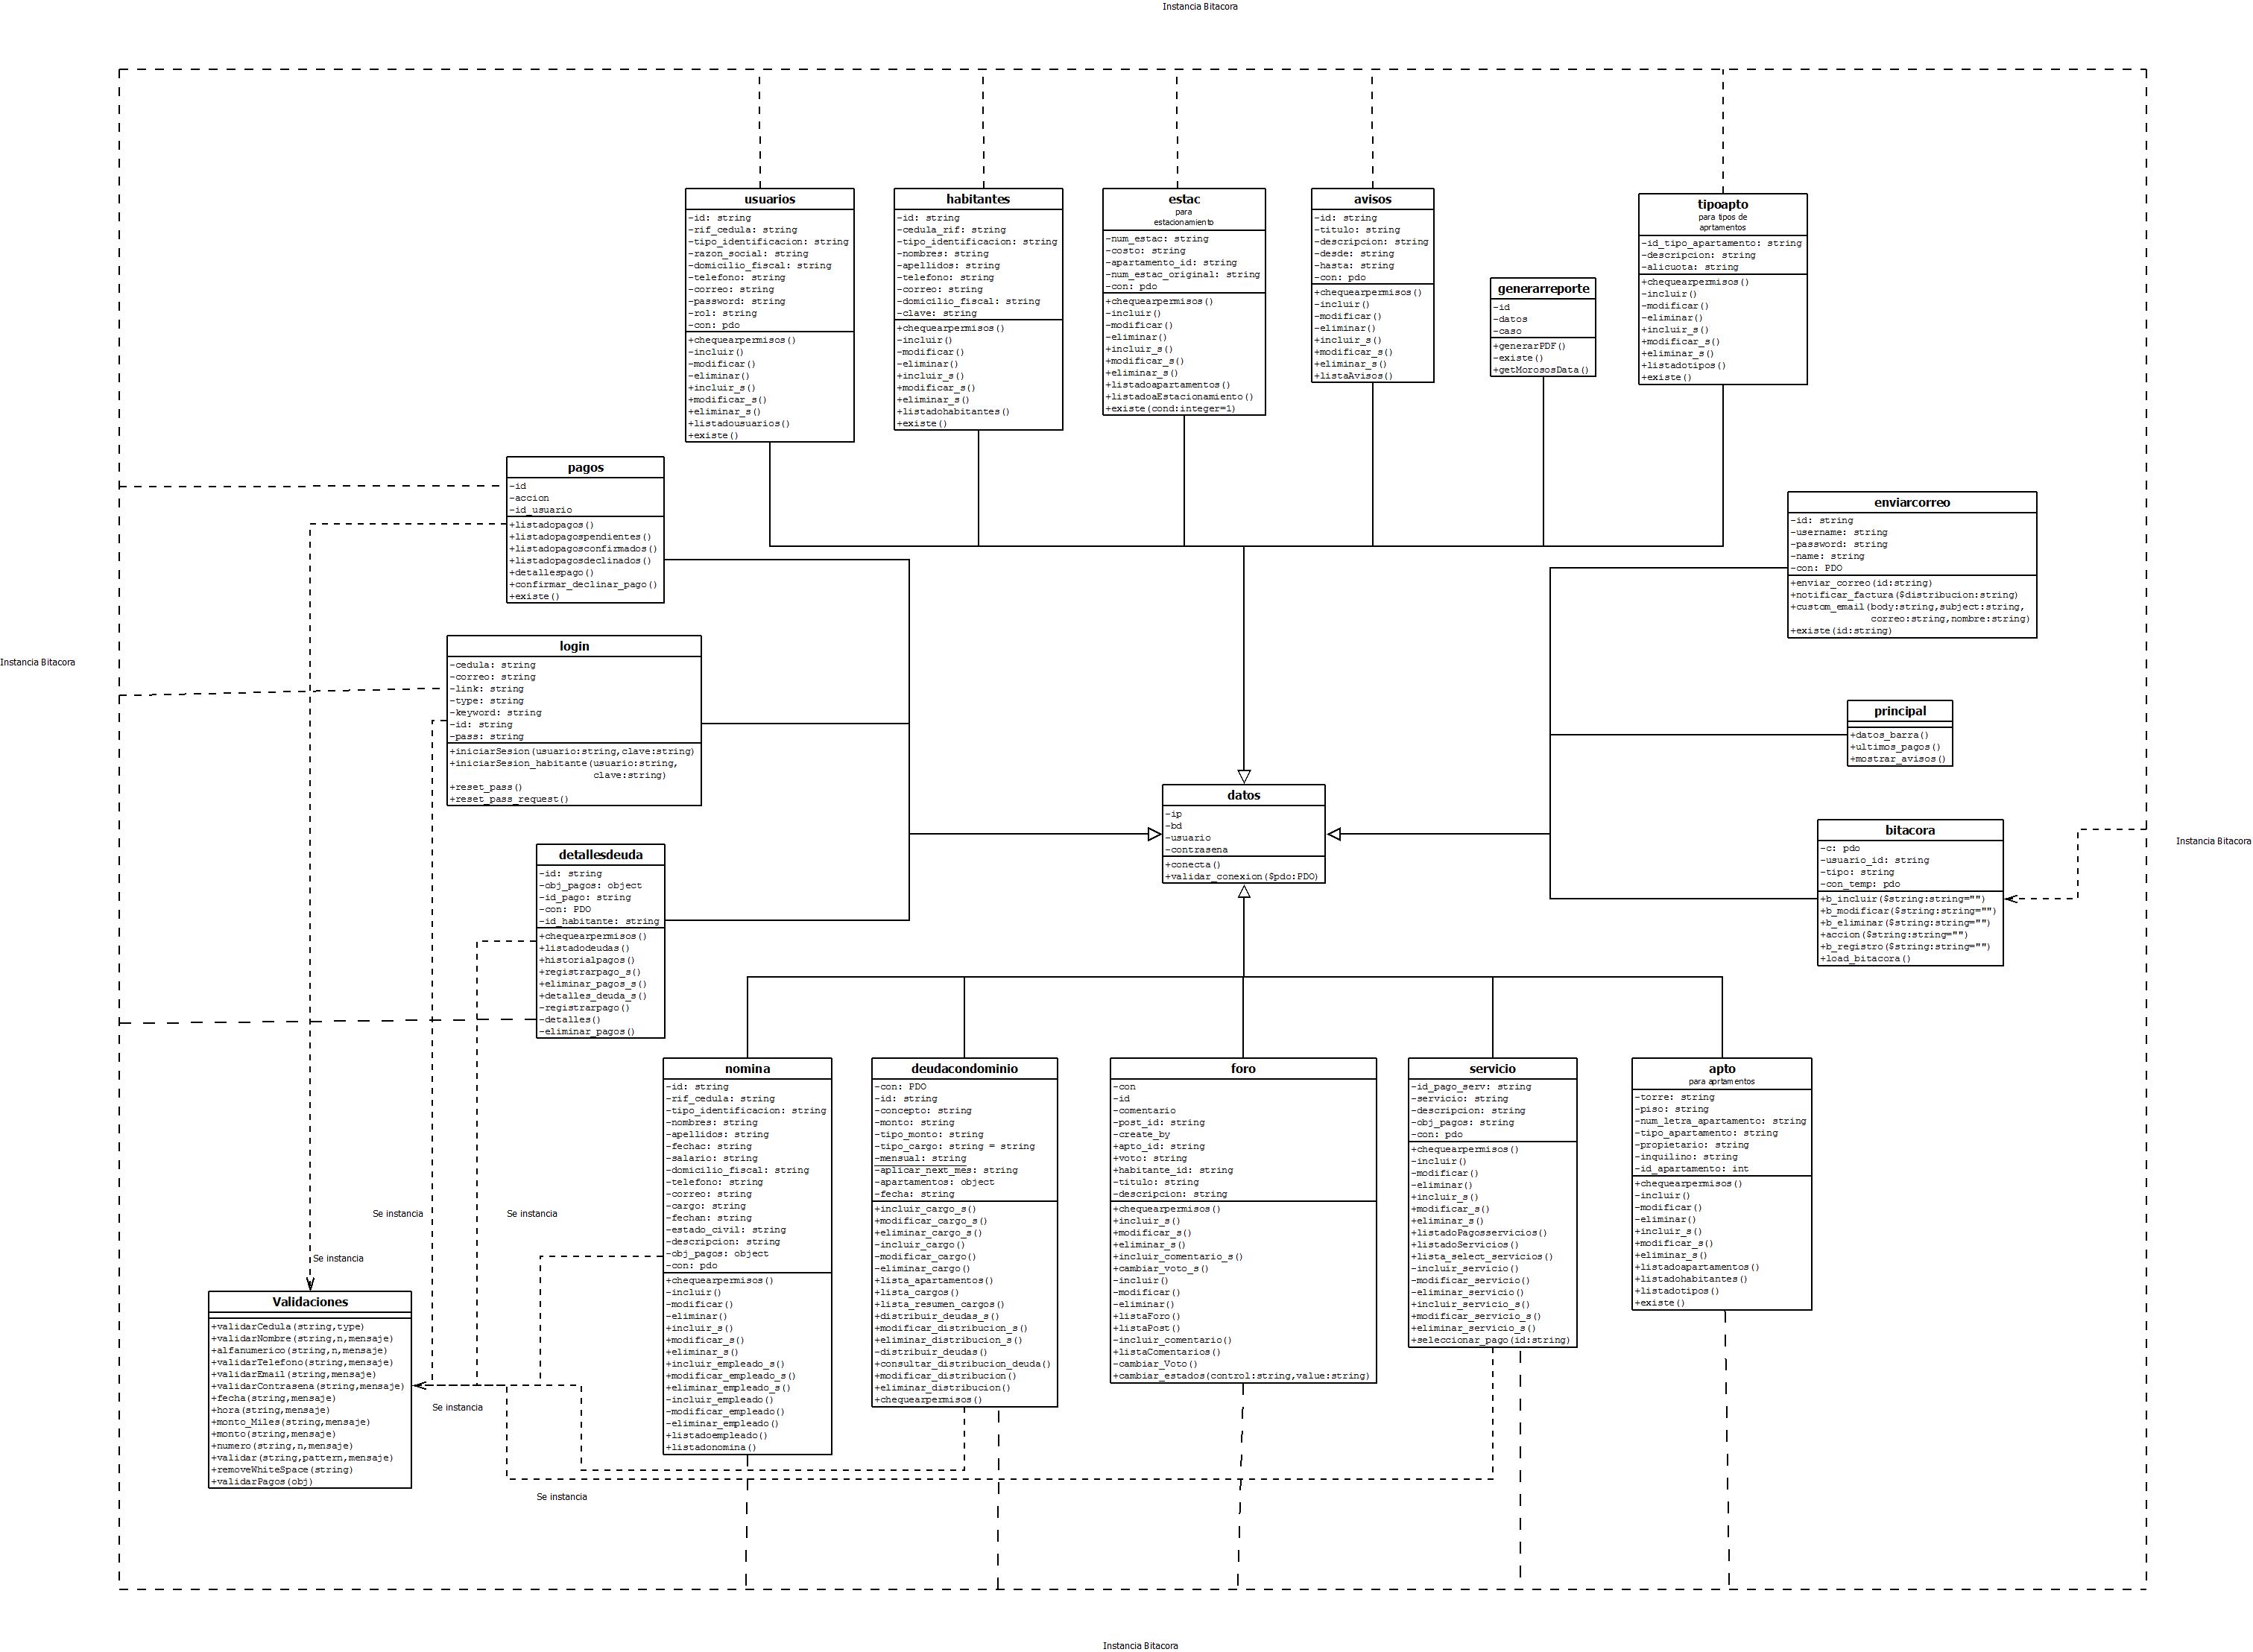 Instancia Bitacora
usuarios
-id: string
-rif_cedula: string
-tipo_identificacion: string
-razon_social: string
-domicilio_fiscal: string
-telefono: string
-correo: string
-password: string
-rol: string
-con: pdo
+chequearpermisos()
-incluir()
-modificar()
-eliminar()
+incluir_s()
+modificar_s()
+eliminar_s()
+listadousuarios()
+existe()
habitantes
-id: string
-cedula_rif: string
-tipo_identificacion: string
-nombres: string
-apellidos: string
-telefono: string
-correo: string
-domicilio_fiscal: string
-clave: string
+chequearpermisos()
-incluir()
-modificar()
-eliminar()
+incluir_s()
+modificar_s()
+eliminar_s()
+listadohabitantes()
+existe()
estac
para
estacionamiento
-num_estac: string
-costo: string
-apartamento_id: string
-num_estac_original: string
-con: pdo
+chequearpermisos()
-incluir()
-modificar()
-eliminar()
+incluir_s()
+modificar_s()
+eliminar_s()
+listadoapartamentos()
+listadoaEstacionamiento()
+existe(cond:integer=1)
avisos
-id: string
-titulo: string
-descripcion: string
-desde: string
-hasta: string
-con: pdo
+chequearpermisos()
-incluir()
-modificar()
-eliminar()
+incluir_s()
+modificar_s()
+eliminar_s()
+listaAvisos()
generarreporte
-id
-datos
-caso
+generarPDF()
-existe()
+getMorososData()
tipoapto
para tipos de
aprtamentos
-id_tipo_apartamento: string
-descripcion: string
-alicuota: string
+chequearpermisos()
-incluir()
-modificar()
-eliminar()
+incluir_s()
+modificar_s()
+eliminar_s()
+listadotipos()
+existe()
pagos
-id
-accion
-id_usuario
+listadopagos()
+listadopagospendientes()
+listadopagosconfirmados()
+listadopagosdeclinados()
+detallespago()
+confirmar_declinar_pago()
+existe()
enviarcorreo
-id: string
-username: string
-password: string
-name: string
-con: PDO
+enviar_correo(id:string)
+notificar_factura($distribucion:string)
+custom_email(body:string,subject:string,
correo:string,nombre:string)
+existe(id:string)
Instancia Bitacora
login
-cedula: string
-correo: string
-link: string
-type: string
-keyword: string
-id: string
-pass: string
+iniciarSesion(usuario:string,clave:string)
+iniciarSesion_habitante(usuario:string,
clave:string)
+reset_pass()
+reset_pass_request()
principal
+datos_barra()
+ultimos_pagos()
+mostrar_avisos()
datos
-ip
-bd
-usuario
-contrasena
+conecta()
+validar_conexion($pdo:PDO)
bitacora
-c: pdo
-usuario_id: string
-tipo: string
-con_temp: pdo
+b_incluir($string:string="")
+b_modificar($string:string="")
+b_eliminar($string:string="")
+accion($string:string="")
+b_registro($string:string="")
+load_bitacora()
Instancia Bitacora
detallesdeuda
-id: string
-obj_pagos: object
-id_pago: string
-con: PDO
-id_habitante: string
+chequearpermisos()
+listadodeudas()
+historialpagos()
+registrarpago_s()
+eliminar_pagos_s()
+detalles_deuda_s()
-registrarpago()
-detalles()
-eliminar_pagos()
nomina
-id: string
-rif_cedula: string
-tipo_identificacion: string
-nombres: string
-apellidos: string
-fechac: string
-salario: string
-domicilio_fiscal: string
-telefono: string
-correo: string
-cargo: string
-fechan: string
-estado_civil: string
-descripcion: string
-obj_pagos: object
-con: pdo
+chequearpermisos()
-incluir()
-modificar()
-eliminar()
+incluir_s()
+modificar_s()
+eliminar_s()
+incluir_empleado_s()
+modificar_empleado_s()
+eliminar_empleado_s()
-incluir_empleado()
-modificar_empleado()
-eliminar_empleado()
+listadoempleado()
+listadonomina()
deudacondominio
-con: PDO
-id: string
-concepto: string
-monto: string
-tipo_monto: string
-tipo_cargo: string = string
-mensual: string
-aplicar_next_mes: string
-apartamentos: object
-fecha: string
+incluir_cargo_s()
+modificar_cargo_s()
+eliminar_cargo_s()
-incluir_cargo()
-modificar_cargo()
-eliminar_cargo()
+lista_apartamentos()
+lista_cargos()
+lista_resumen_cargos()
+distribuir_deudas_s()
+modificar_distribucion_s()
+eliminar_distribucion_s()
-distribuir_deudas()
+consultar_distribucion_deuda()
+modificar_distribucion()
+eliminar_distribucion()
+chequearpermisos()
foro
-con
-id
-comentario
-post_id: string
-create_by
+apto_id: string
+voto: string
+habitante_id: string
-titulo: string
-descripcion: string
+chequearpermisos()
+incluir_s()
+modificar_s()
+eliminar_s()
+incluir_comentario_s()
+cambiar_voto_s()
-incluir()
-modificar()
-eliminar()
+listaForo()
+listaPost()
-incluir_comentario()
+listaComentarios()
-cambiar_Voto()
+cambiar_estados(control:string,value:string)
servicio
-id_pago_serv: string
-servicio: string
-descripcion: string
-obj_pagos: string
-con: pdo
+chequearpermisos()
-incluir()
-modificar()
-eliminar()
+incluir_s()
+modificar_s()
+eliminar_s()
+listadoPagosservicios()
+listadoServicios()
+lista_select_servicios()
-incluir_servicio()
-modificar_servicio()
-eliminar_servicio()
+incluir_servicio_s()
+modificar_servicio_s()
+eliminar_servicio_s()
+seleccionar_pago(id:string)
apto
para aprtamentos
-torre: string
-piso: string
-num_letra_apartamento: string
-tipo_apartamento: string
-propietario: string
-inquilino: string
-id_apartamento: int
+chequearpermisos()
-incluir()
-modificar()
-eliminar()
+incluir_s()
+modificar_s()
+eliminar_s()
+listadoapartamentos()
+listadohabitantes()
+listadotipos()
+existe()
Se instancia
Se instancia
Se instancia
Validaciones
+validarCedula(string,type)
+validarNombre(string,n,mensaje)
+alfanumerico(string,n,mensaje)
+validarTelefono(string,mensaje)
+validarEmail(string,mensaje)
+validarContrasena(string,mensaje)
+fecha(string,mensaje)
+hora(string,mensaje)
+monto_Miles(string,mensaje)
+monto(string,mensaje)
+numero(string,n,mensaje)
+validar(string,pattern,mensaje)
+removeWhiteSpace(string)
+validarPagos(obj)
Se instancia
Se instancia
Instancia Bitacora